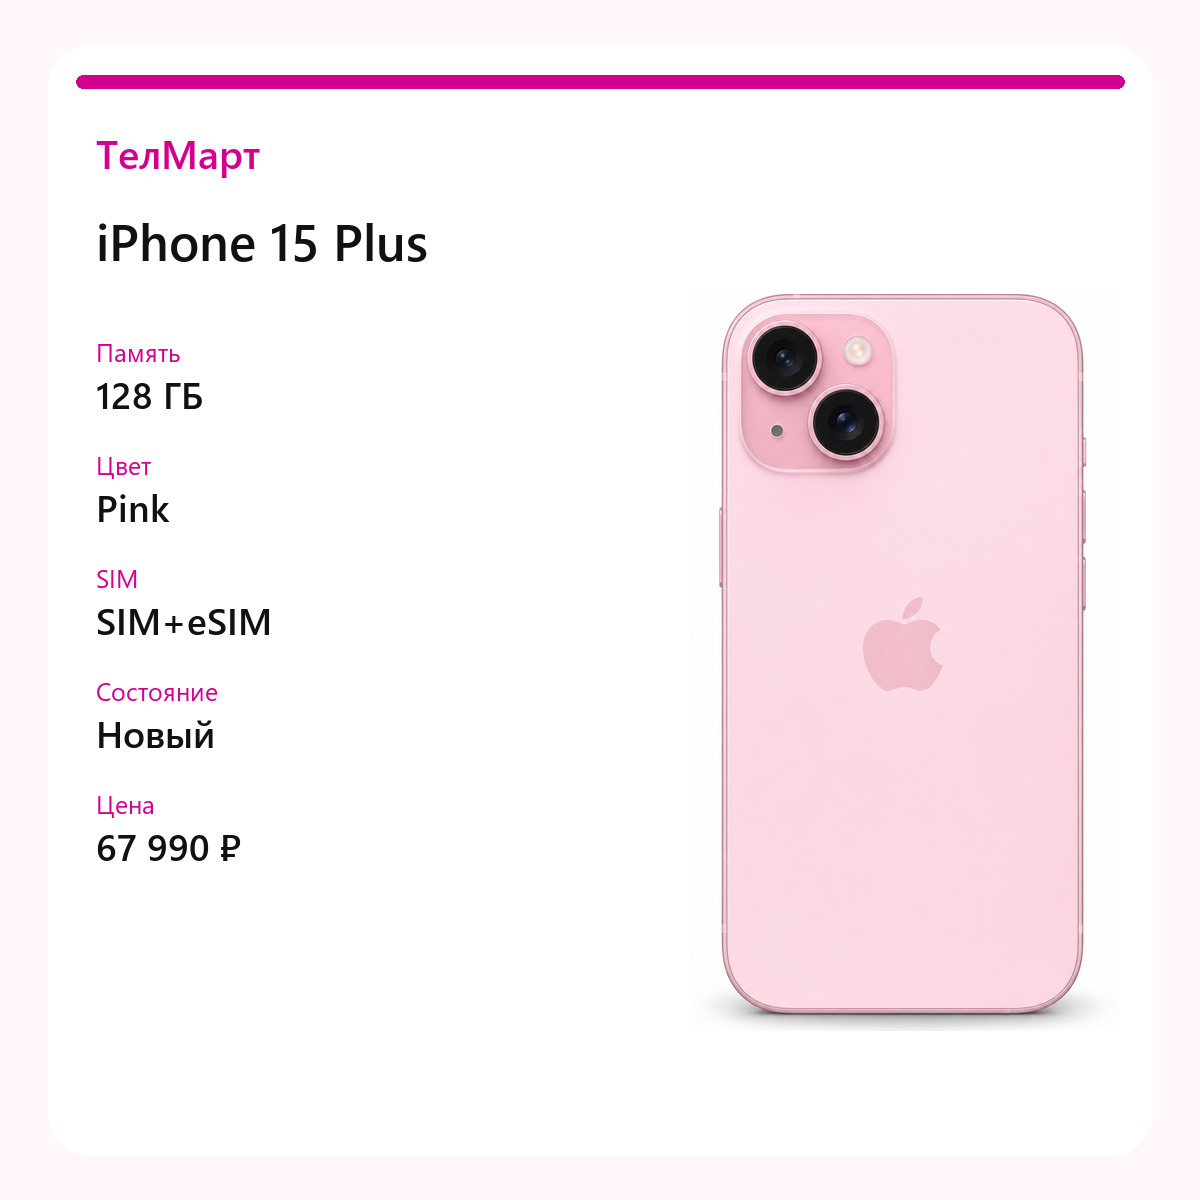 ТелМарт
iPhone 15 Plus
Память
128 ГБ
Цвет
Pink
SIM
SIM+eSIM
Состояние
Новый
Цена
67 990 ₽